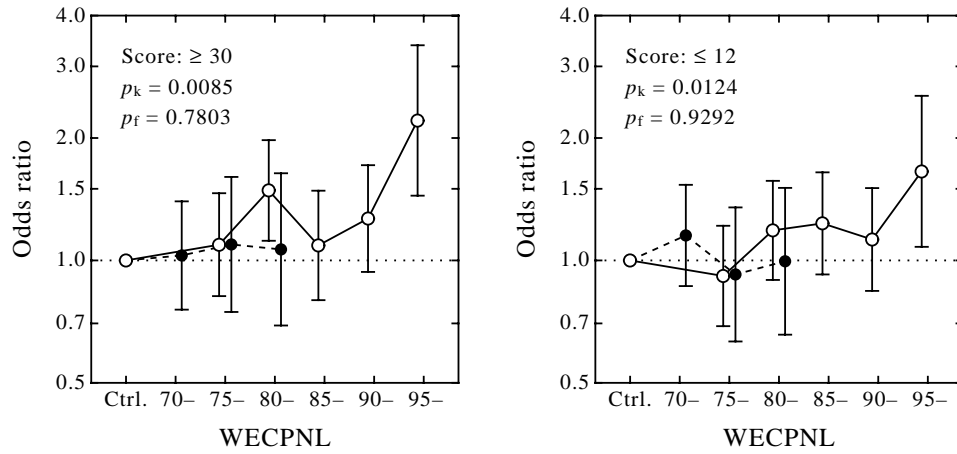 4.0
3.0
2.0
1.5
1.0
0.7
0.5
Odds ratio
Score: ≥ 30
pk = 0.0085
pf = 0.7803
Ctrl. 70– 75– 80– 85– 90– 95–
WECPNL
4.0
3.0
2.0
1.5
1.0
0.7
0.5
Odds ratio
Score: ≤ 12
pk = 0.0124
pf = 0.9292
Ctrl. 70– 75– 80– 85– 90– 95–
WECPNL